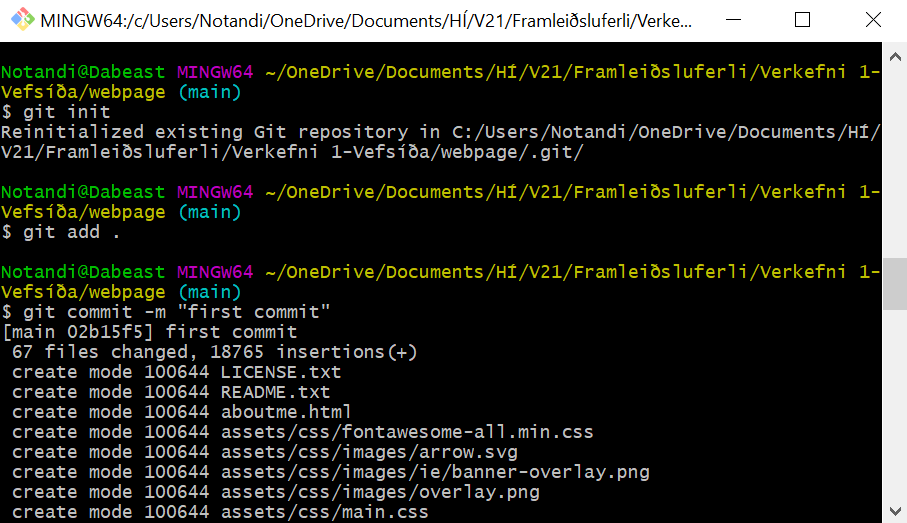 MINGW64:/c/Users/Notandi/OneDrive/Documents/HÍ/V21/Framleiðsluferli/Verke...
Notandi@Dabeast MINGW64 ~/OneDrive/Documents/HÍ/V21/Framleiðsluferli/Verkefni 1-
Vefsíða/webpage (main)
$ git init
Reinitialized existing Git repository in C:/Users/Notandi/OneDrive/Documents/HÍ/
V21/Framleiðsluferli/Verkefni 1-Vefsíða/webpage/.git/
Notandi@Dabeast MINGW64 ~/OneDrive/Documents/HÍ/V21/Framleiðsluferli/Verkefni 1-
Vefsíða/webpage (main)
$ git add .
Notandi@Dabeast MINGW64 ~/OneDrive/Documents/HÍ/V21/Framleiðsluferli/Verkefni 1-
Vefsíða/webpage (main)
$ git commit -m "first commit"
[main 02b15f5] first commit
 67 files changed, 18765 insertions(+)
 create mode 100644 LICENSE.txt
 create mode 100644 README.txt
 create mode 100644 aboutme.html
 create mode 100644 assets/css/fontawesome-all.min.css
 create mode 100644 assets/css/images/arrow.svg
 create mode 100644 assets/css/images/ie/banner-overlay.png
 create mode 100644 assets/css/images/overlay.png
 create mode 100644 assets/css/main.css